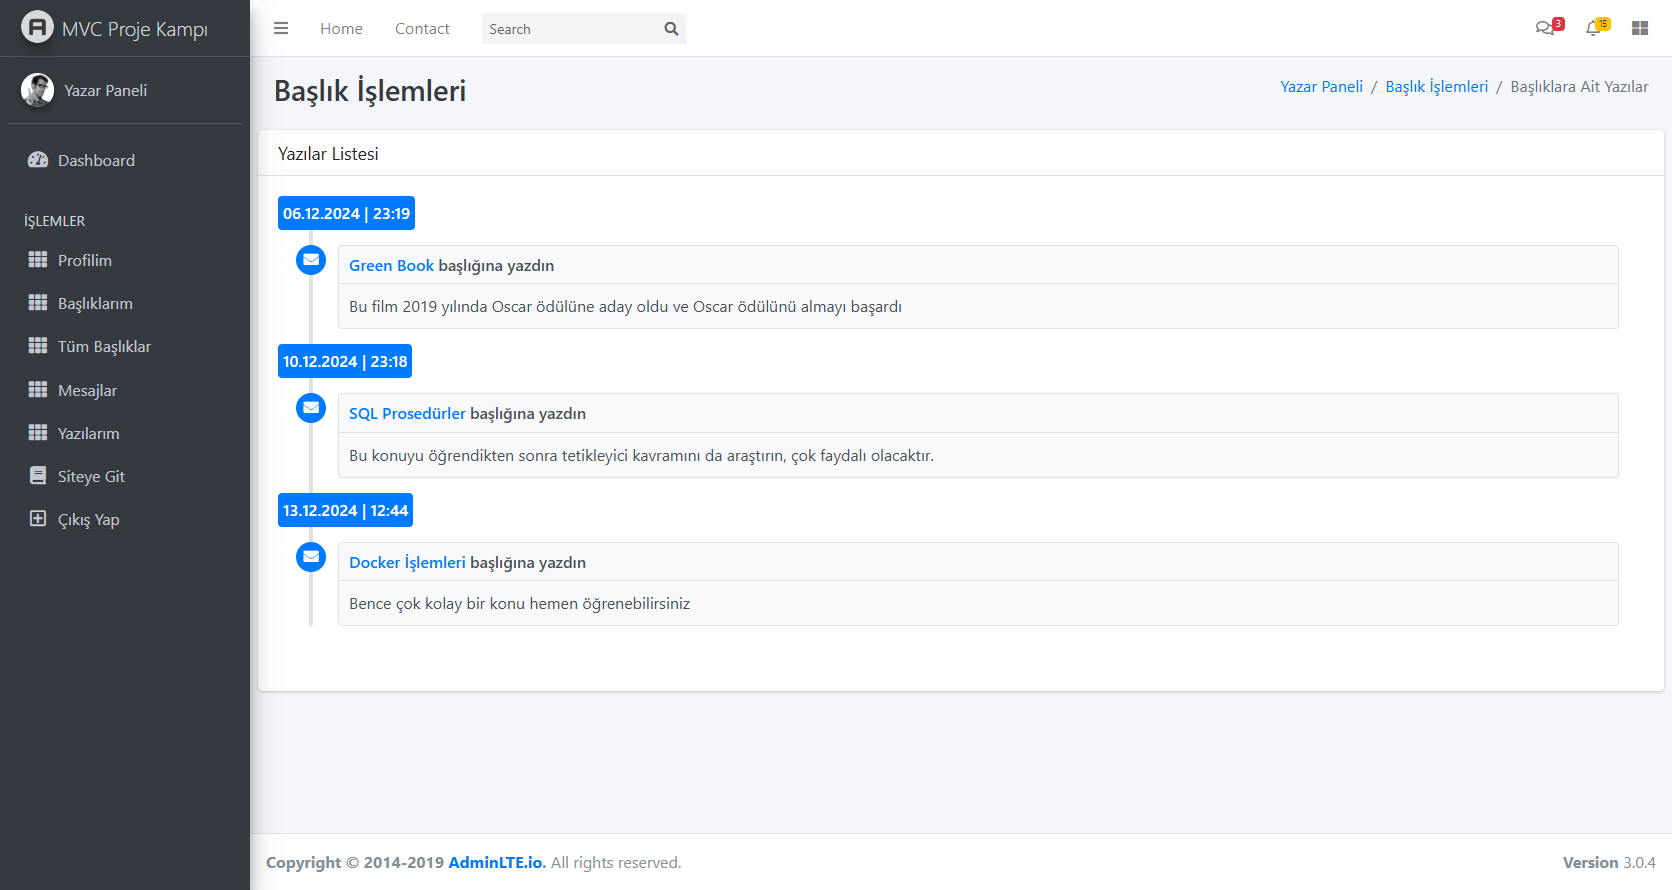 MVC Proje Kampı
Home
Contact
Search
3
15
Yazar Paneli
Dashboard
İŞLEMLER
Profilim
Başlıklarım
Tüm Başlıklar
Mesajlar
Yazılarım
Siteye Git
Çıkış Yap
Başlık İşlemleri
Yazar Paneli / Başlık İşlemleri / Başlıklara Ait Yazılar
Yazılar Listesi
06.12.2024 | 23:19
Green Book başlığına yazdın
Bu film 2019 yılında Oscar ödülüne aday oldu ve Oscar ödülünü almayı başardı
10.12.2024 | 23:18
SQL Prosedürler başlığına yazdın
Bu konuyu öğrendikten sonra tetikleyici kavramını da araştırın, çok faydalı olacaktır.
13.12.2024 | 12:44
Docker İşlemleri başlığına yazdın
Bence çok kolay bir konu hemen öğrenebilirsiniz
Copyright © 2014-2019 AdminLTE.io. All rights reserved.
Version 3.0.4